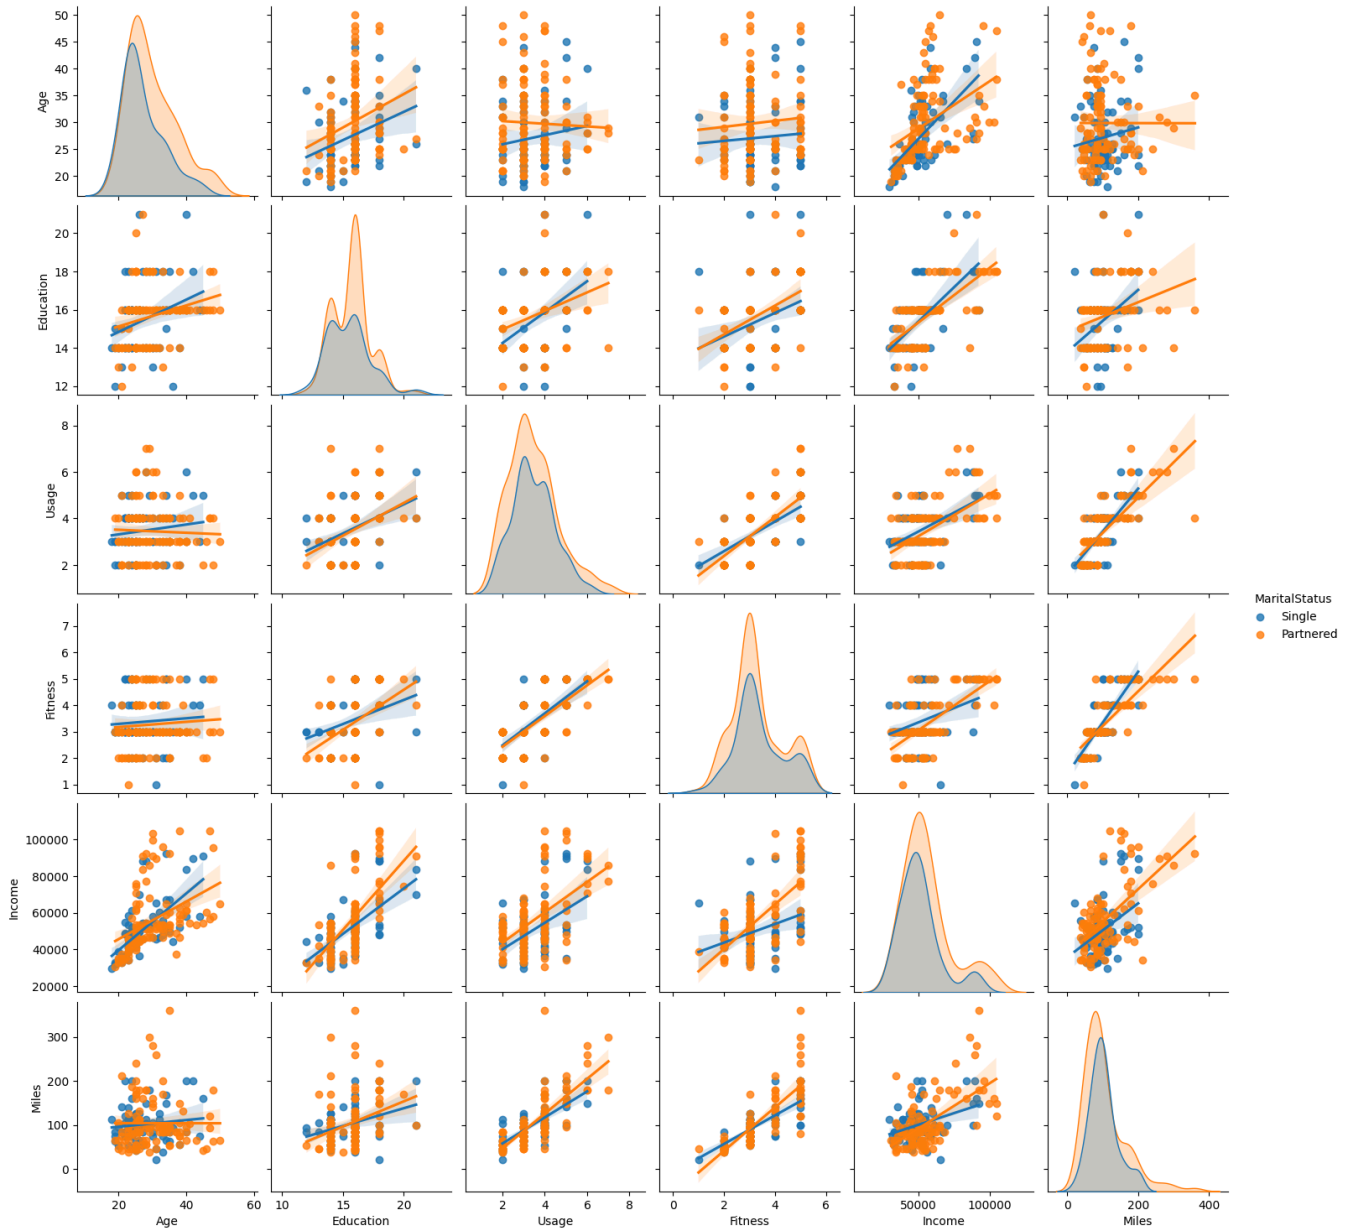 50
45
40
35
30
25
20
Age
20
18
16
14
12
Education
8
6
4
2
Usage
7
6
5
4
3
2
1
Fitness
100000
80000
60000
40000
20000
Income
300
200
100
0
Miles
20 40 60
10 15 20
2 4 6 8
0 2 4 6
50000 100000
0 200 400
Age Education Usage Fitness Income Miles
MaritalStatus
Single
Partnered